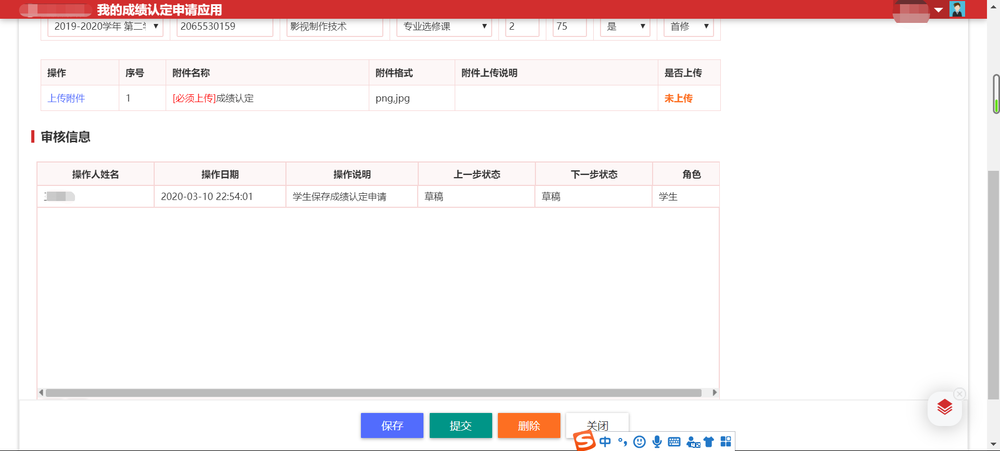 我的成绩认定申请应用
2019-2020学年 第二 2065530159 影视制作技术 专业选修课 2 75 是 首修
操作 序号 附件名称 附件格式 附件上传说明 是否上传
上传附件 1 [必须上传]成绩认定 png,jpg 未上传
审核信息
操作人姓名 操作日期 操作说明 上一步状态 下一步状态 角色
2020-03-10 22:54:01 学生保存成绩认定申请 草稿 草稿 学生
保存 提交 删除 关闭
S 中 °,